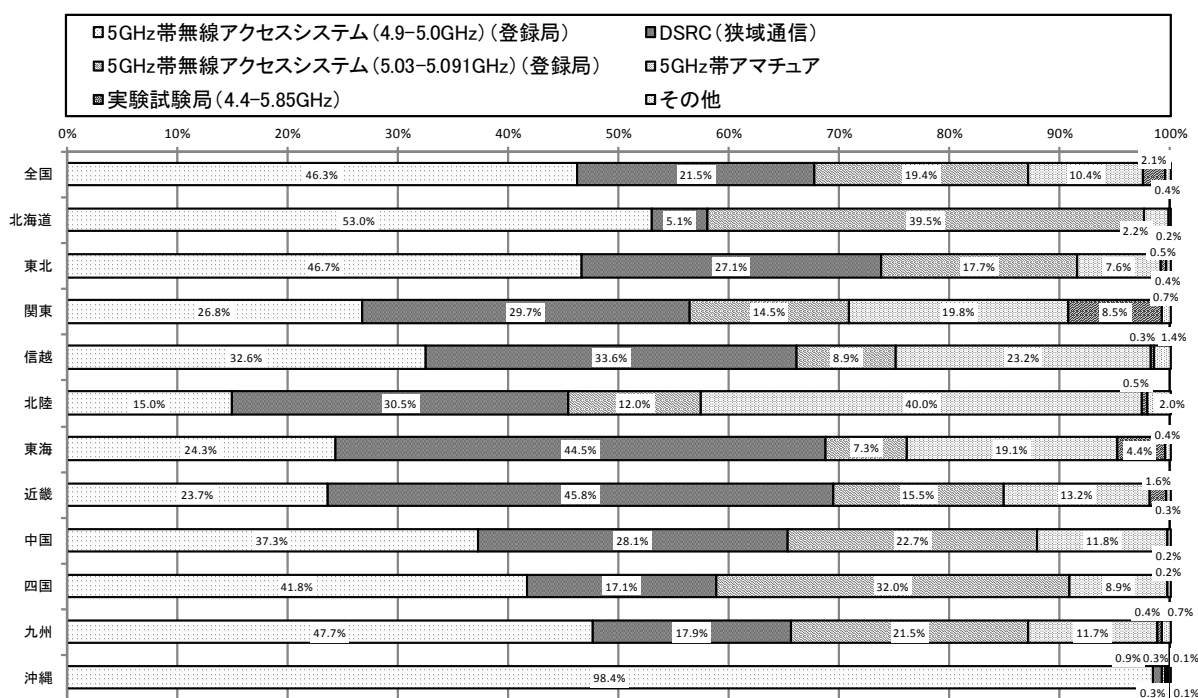 5GHz帯無線アクセスシステム(4.9-5.0GHz)(登録局) DSRC(狭域通信)
5GHz帯無線アクセスシステム(5.03-5.091GHz)(登録局) 5GHz帯アマチュア
実験試験局(4.4-5.85GHz) その他
0% 10% 20% 30% 40% 50% 60% 70% 80% 90% 100%
全国 46.3% 21.5% 19.4% 10.4% 2.1% 0.4%
北海道 53.0% 5.1% 39.5% 2.2% 0.2%
東北 46.7% 27.1% 17.7% 7.6% 0.5% 0.4%
関東 26.8% 29.7% 14.5% 19.8% 8.5% 0.7%
信越 32.6% 33.6% 8.9% 23.2% 0.3% 1.4%
北陸 15.0% 30.5% 12.0% 40.0% 0.5% 2.0%
東海 24.3% 44.5% 7.3% 19.1% 4.4% 0.4%
近畿 23.7% 45.8% 15.5% 13.2% 1.6% 0.3%
中国 37.3% 28.1% 22.7% 11.8% 0.2%
四国 41.8% 17.1% 32.0% 8.9% 0.2%
九州 47.7% 17.9% 21.5% 11.7% 0.4% 0.7%
沖縄 98.4% 0.9% 0.3% 0.3% 0.1% 0.1%